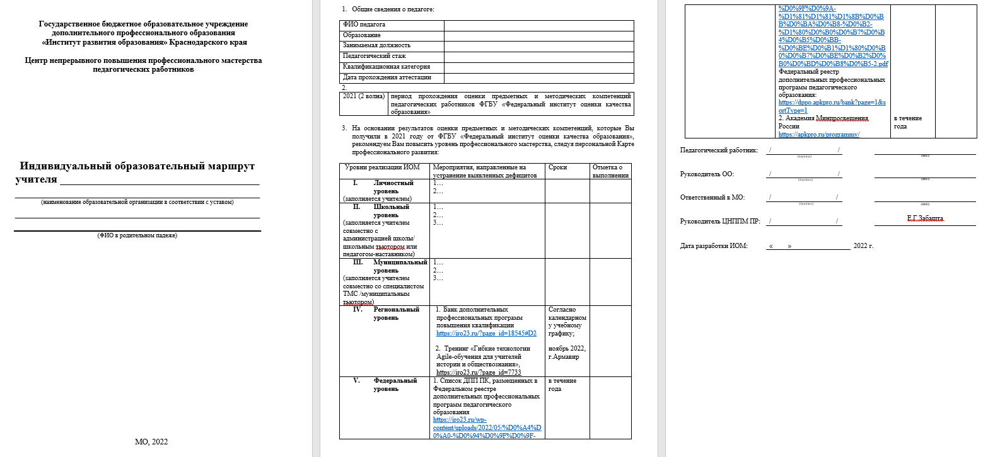 Государственное бюджетное образовательное учреждение
дополнительного профессионального образования
«Институт развития образования» Краснодарского края
Центр непрерывного повышения профессионального мастерства
педагогических работников
Индивидуальный образовательный маршрут
учителя
(наименование образовательной организации в соответствии с уставом)
(ФИО в родительном падеже)
МО, 2022
1. Общие сведения о педагоге:
ФИО педагога
Образование
Занимаемая должность
Педагогический стаж
Квалификационная категория
Дата прохождения аттестации
2.
2021 (2 волна)
период прохождения оценки предметных и методических компетенций
педагогических работников ФГБУ «Федеральный институт оценки качества
образования»
3. На основании результатов оценки предметных и методических компетенций, которые Вы
получили в 2021 году от ФГБУ «Федеральный институт оценки качества образования»,
рекомендуем Вам повысить уровень профессионального мастерства, следуя персональной Карте
профессионального развития:
Уровни реализации ИОМ
Мероприятия, направленные на
устранение выявленных дефицитов
Сроки
Отметка о
выполнении
I. Личностный
уровень
(заполняется учителем)
1…
2…
II. Школьный
уровень
(заполняется учителем
совместно с
администрацией школы/
школьным тьютором или
педагогом-наставником)
1…
2…
3…
III. Муниципальный
уровень
(заполняется учителем
совместно со специалистом
ТМС /муниципальным
тьютором)
1…
2…
3…
IV. Региональный
уровень
1. Банк дополнительных
профессиональных программ
повышения квалификации
https://iro23.ru/?page_id=18545#D2
2. Тренинг «Гибкие технологии
Agile-обучения для учителей
истории и обществознания»,
https://iro23.ru/?page_id=7733
Согласно
календарном
у учебному
графику;
ноябрь 2022,
г.Армавир
V. Федеральный
уровень
1. Список ДПП ПК, размещенных в
Федеральном реестре
дополнительных профессиональных
программ педагогического
образования
https://iro23.ru/wp-
content/uploads/2022/05/%D0%A4%D
0%A0-%D0%94%D0%9F%D0%9F-
в течение
года
%D0%9F%D0%9A-
%D1%81%D1%81%D1%8B%D0%B
B%D0%BA%D0%B8-%D0%B2-
%D1%80%D0%B0%D0%B7%D0%B
4%D0%B5%D0%BB-
%D0%BE%D0%B1%D1%80%D0%B
0%D0%B7%D0%BE%D0%B2%D0%
B0%D0%BD%D0%B8%D0%B5-2.pdf
Федеральный реестр
дополнительных профессиональных
программ педагогического
образования:
https://dppo.apkpro.ru/bank?page=1&s
ortType=1
2. Академия Минпросвещения
России
https://apkpro.ru/programmy/
в течение
года
Педагогический работник: / /
(подпись) (ФИО)
Руководитель ОО: / /
(подпись) (ФИО)
Ответственный в МО: / /
(подпись) (ФИО)
Руководитель ЦНППМ ПР: / / Е.Г.Забашта
Дата разработки ИОМ: « » 2022 г.